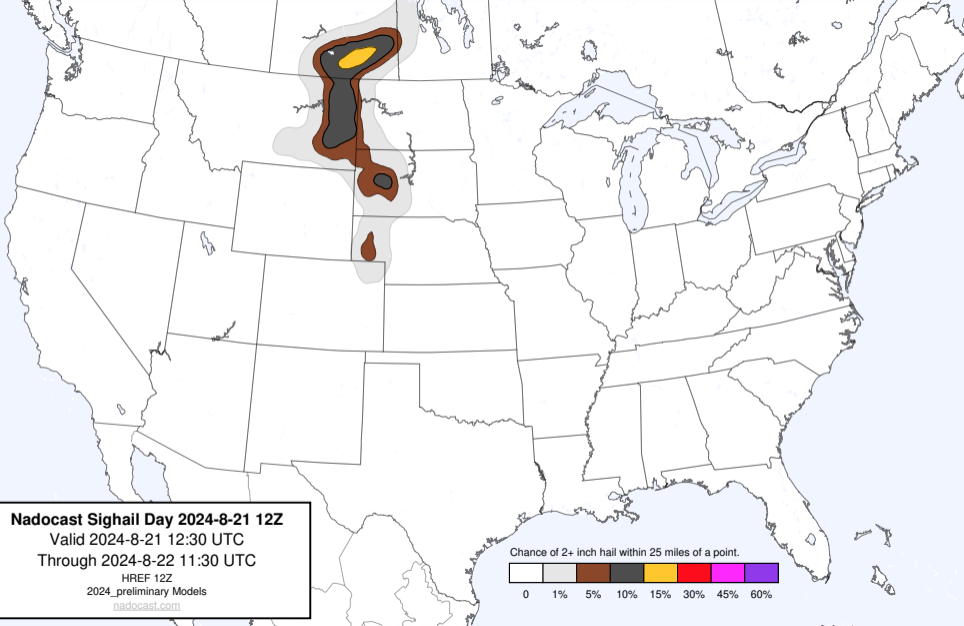 Nadocast Sighail Day 2024-8-21 12Z
Valid 2024-8-21 12:30 UTC
Through 2024-8-22 11:30 UTC
HREF 12Z
2024_preliminary Models
nadocast.com
Chance of 2+ inch hail within 25 miles of a point.
0 1% 5% 10% 15% 30% 45% 60%